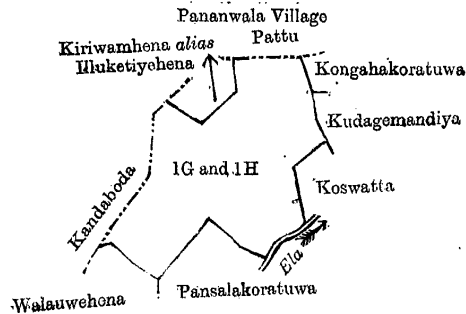 Pananwala Village
Pattu
Kiriwamhena alias
Illuketiyehena
Kongahakoratuwa
Kudagemandiya
1G and 1H
Koswatta
Kandaboda
Ela
Walauwehena
Pansalakoratuwa